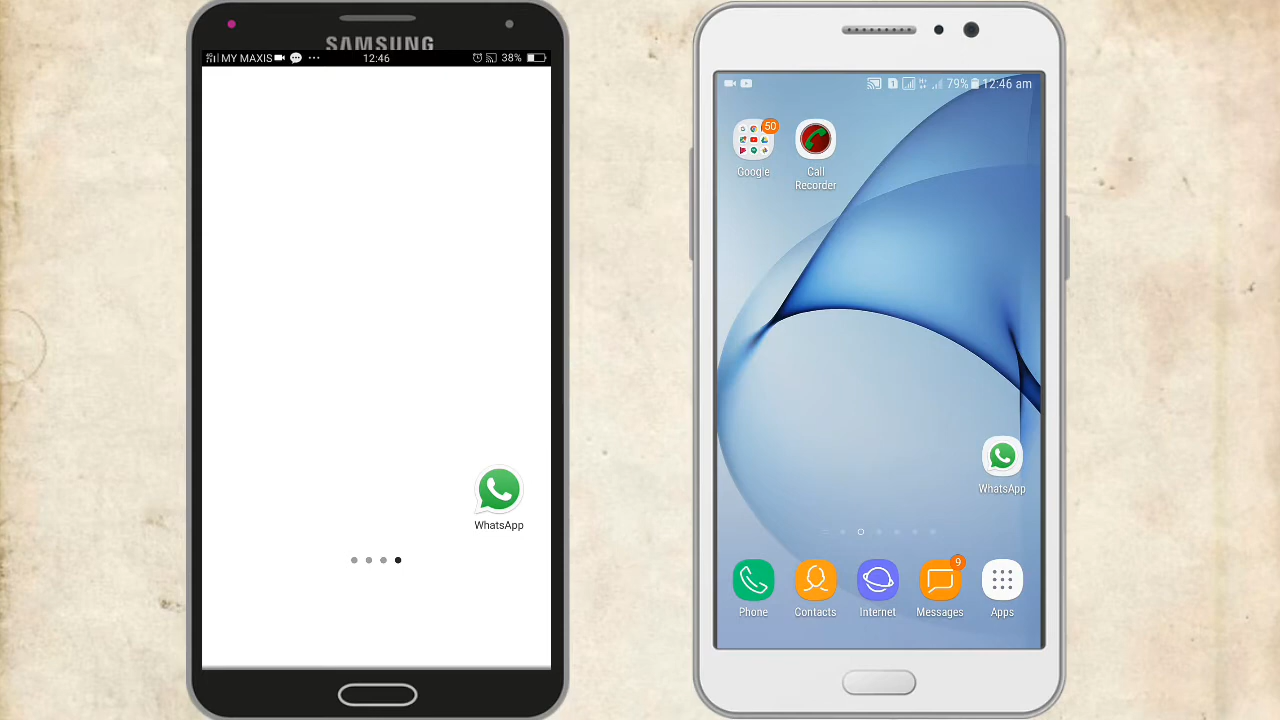 SAMSUNG
MY MAXIS 12:46 38%
WhatsApp
1 79% 12:46 am
50
Google
Call
Recorder
WhatsApp
9
Phone Contacts Internet Messages Apps